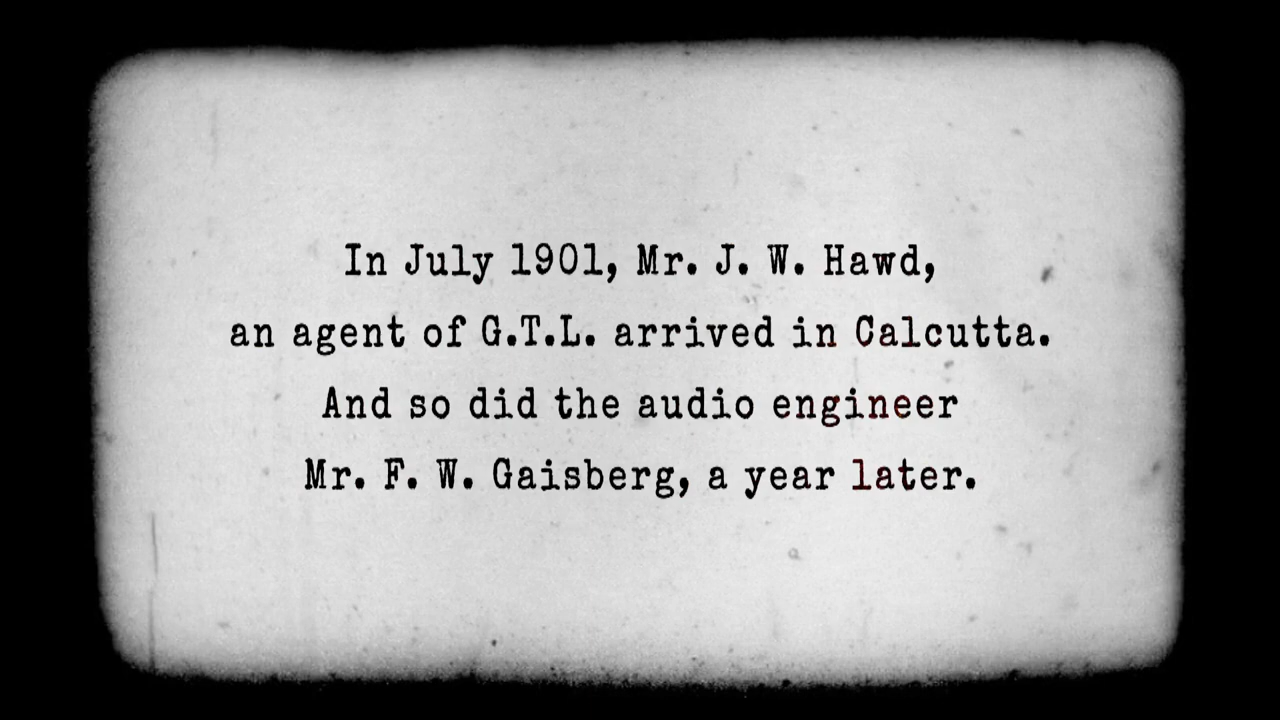 In July 1901, Mr. J. W. Hawd,
an agent of G.T.L. arrived in Calcutta.
And so did the audio engineer
Mr. F. W. Gaisberg, a year later.